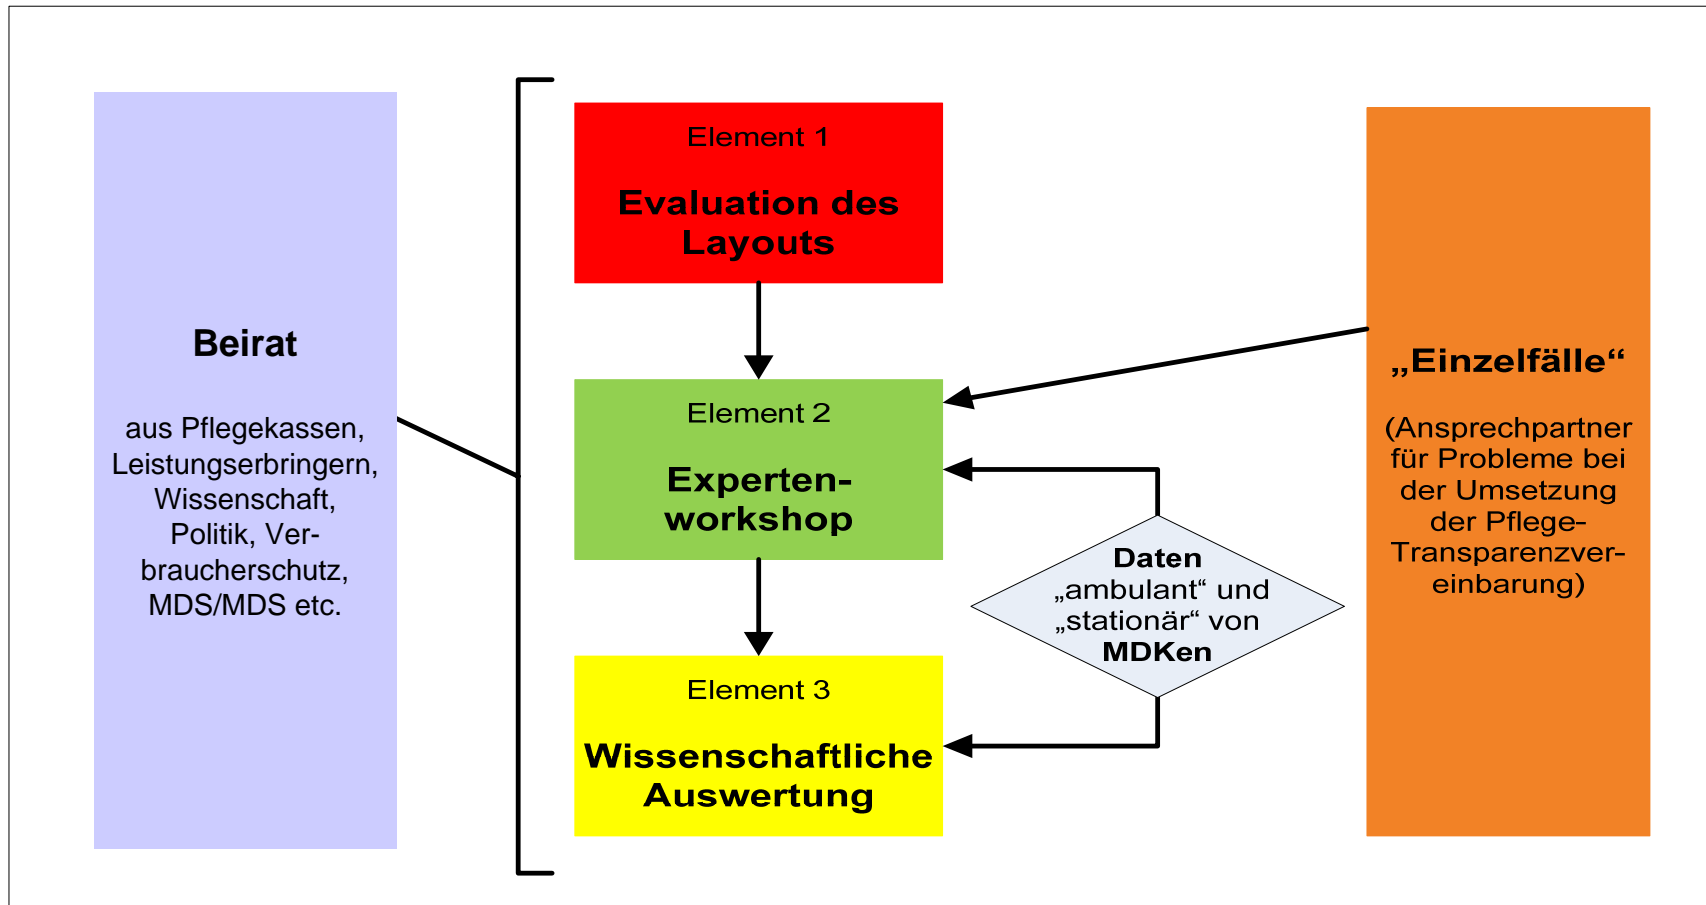 Beirat
aus Pflegekassen,
Leistungserbringern,
Wissenschaft,
Politik, Ver-
braucherschutz,
MDS/MDS etc.
Element 1
Evaluation des
Layouts
Element 2
Experten-
workshop
Element 3
Wissenschaftliche
Auswertung
Daten
„ambulant“ und
„stationär“ von
MDKen
„Einzelfälle“
(Ansprechpartner
für Probleme bei
der Umsetzung
der Pflege-
Transparenzver-
einbarung)